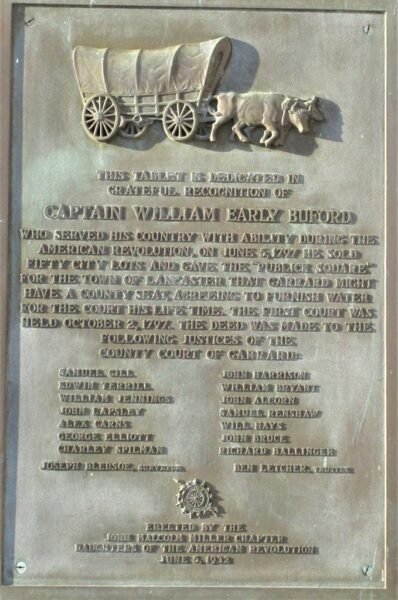 THIS TABLET IS DEDICATED IN
GRATEFUL RECOGNITION OF
CAPTAIN WILLIAM EARLY BUFORD
WHO SERVED HIS COUNTRY WITH ABILITY DURING THE
AMERICAN REVOLUTION, ON JUNE 5, 1797 HE SOLD
FIFTY CITY LOTS AND GAVE THE "PUBLICK SQUARE"
FOR THE TOWN OF LANCASTER THAT GARRARD MIGHT
HAVE A COUNTY SEAT, AGREEING TO FURNISH WATER
FOR THE COURT HIS LIFE TIME. THE FIRST COURT WAS
HELD OCTOBER 2, 1797. THE DEED WAS MADE TO THE
FOLLOWING JUSTICES OF THE
COUNTY COURT OF GARRARD:
SAMUEL GILL
EDWIN TERRILL
WILLIAM JENNINGS
JOHN LAPSLEY
ALEX CARNS
GEORGE ELLIOTT
CHARLEY SPILMAN
JOSEPH BLEDSOE, SURVEYOR
JOHN HARRISON
WILLIAM BRYANT
JOHN ALCORN
SAMUEL RENSHAW
WILL HAYS
JOHN BRUCE
RICHARD BALLINGER
BEN LETCHER, TRUSTEE
ERECTED BY THE
JOHN MALCOLM MILLER CHAPTER
DAUGHTERS OF THE AMERICAN REVOLUTION
JUNE 5, 1932